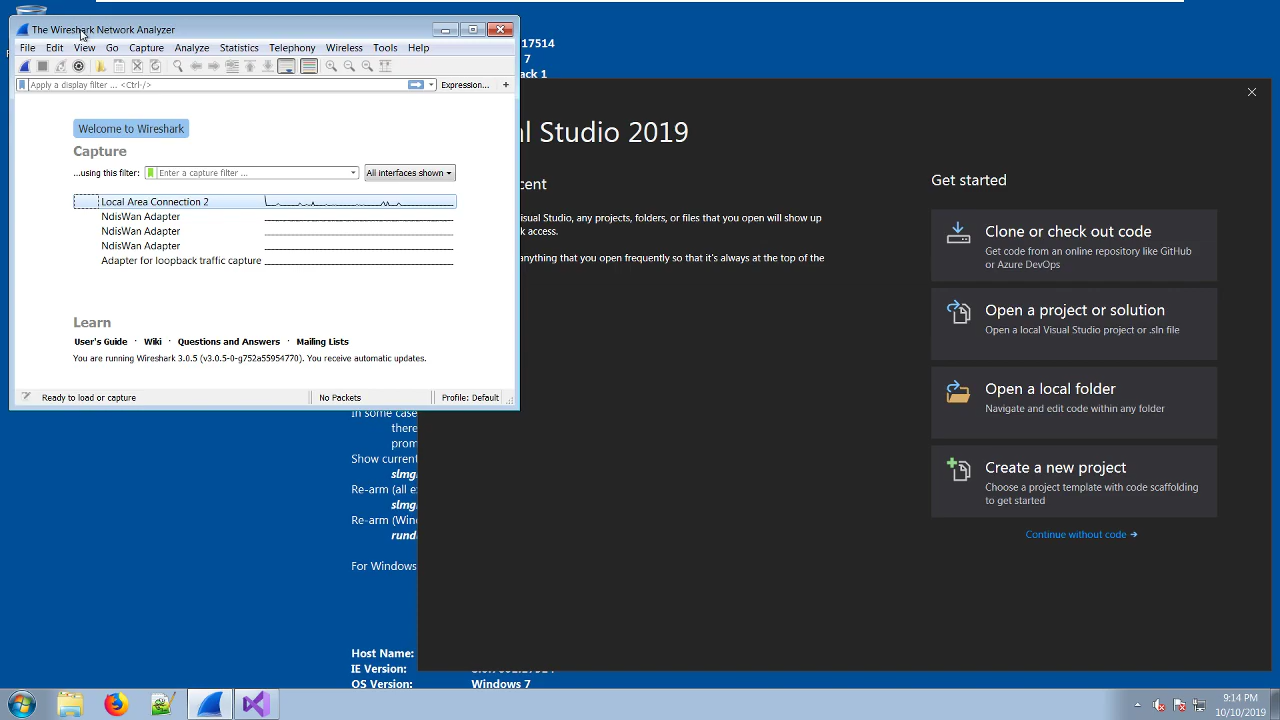 The Wireshark Network Analyzer
File Edit View Go Capture Analyze Statistics Telephony Wireless Tools Help
Apply a display filter ... <Ctrl-/>
Expression... +
Welcome to Wireshark
Capture
...using this filter:
Enter a capture filter ...
All interfaces shown
Local Area Connection 2
NdisWan Adapter
NdisWan Adapter
NdisWan Adapter
Adapter for loopback traffic capture
Learn
User's Guide · Wiki · Questions and Answers · Mailing Lists
You are running Wireshark 3.0.5 (v3.0.5-0-g752a55954770). You receive automatic updates.
Ready to load or capture
No Packets
Profile: Default
17514
7
ack 1
l Studio 2019
cent
isual Studio, any projects, folders, or files that you open will show up
k access.
anything that you open frequently so that it's always at the top of the
Get started
Clone or check out code
Get code from an online repository like GitHub
or Azure DevOps
Open a project or solution
Open a local Visual Studio project or .sln file
Open a local folder
Navigate and edit code within any folder
Create a new project
Choose a project template with code scaffolding
to get started
Continue without code
In some case
there
prom
Show current
slmg
Re-arm (all e
slmg
Re-arm (Wind
rund
For Windows
Host Name:
IE Version:
OS Version: Windows 7
9:14 PM
10/10/2019